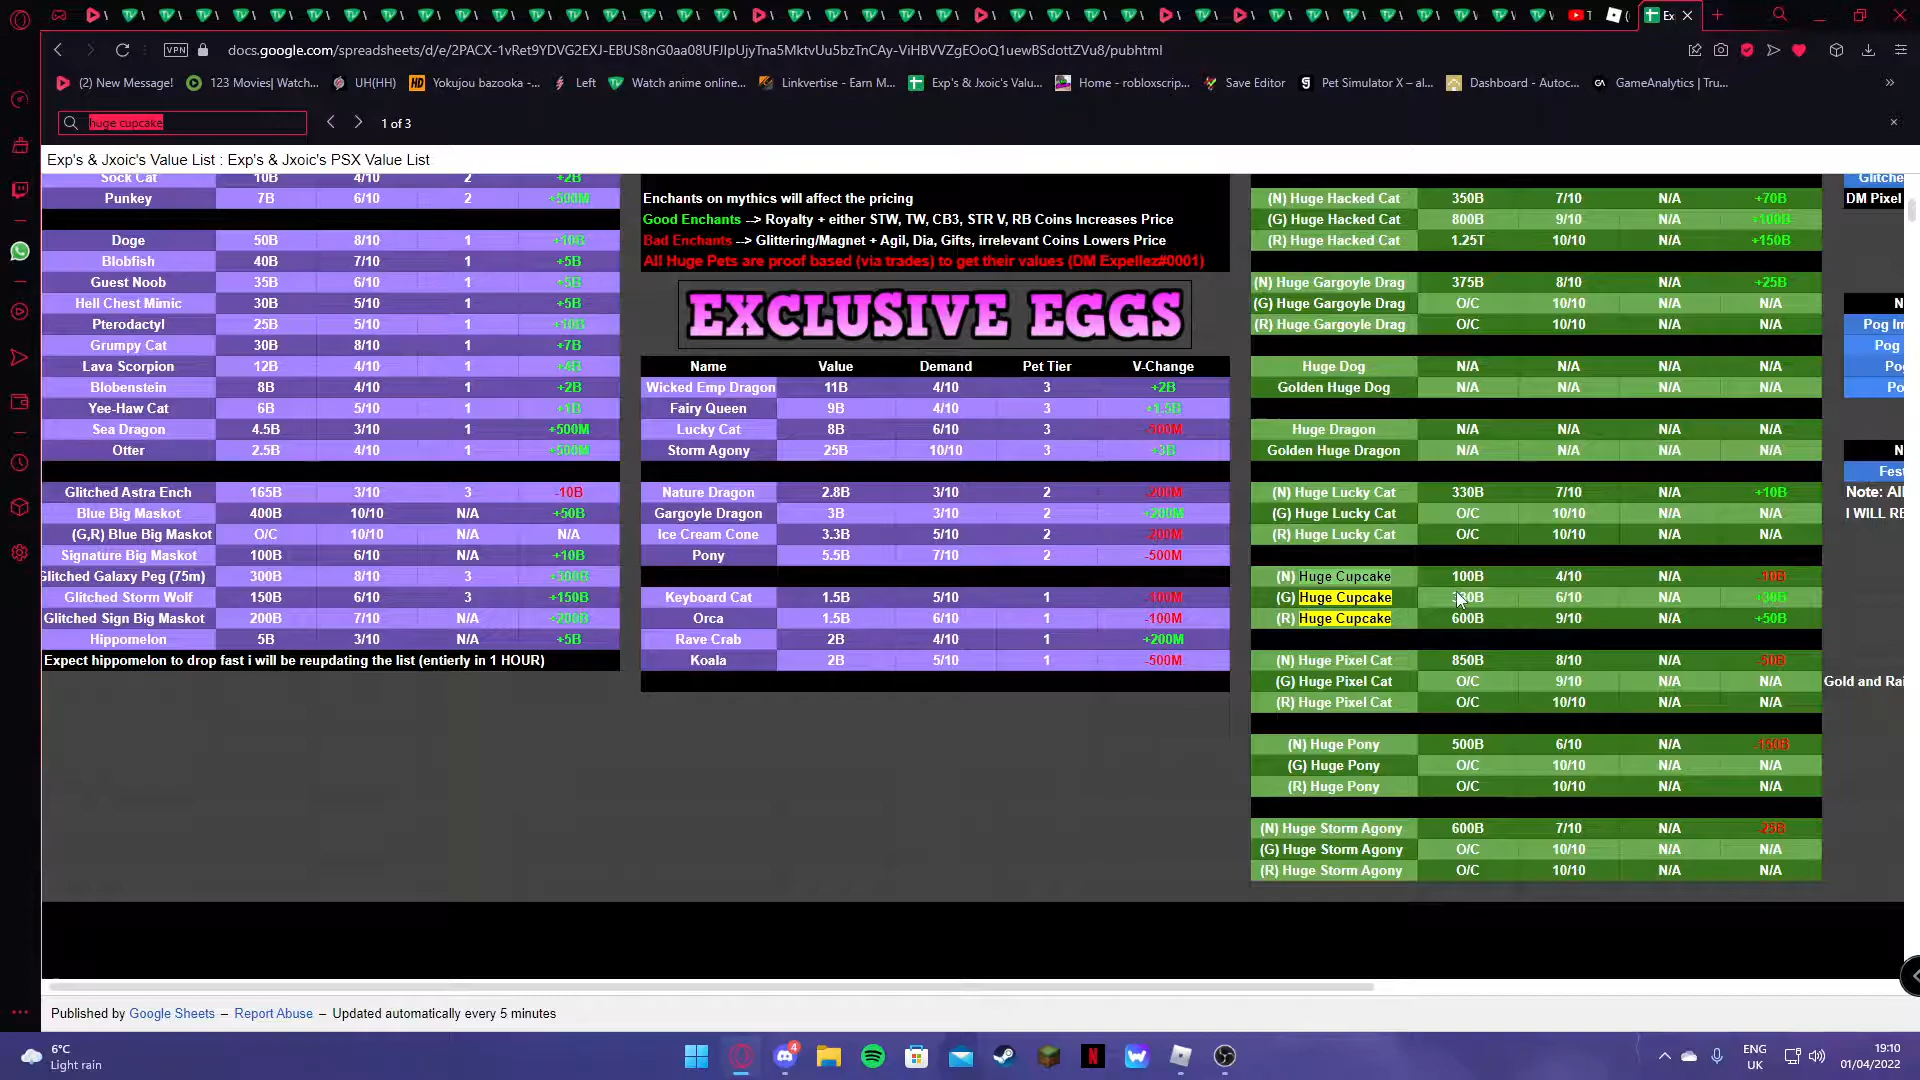 Ex
VPN
docs.google.com/spreadsheets/d/e/2PACX-1vRet9YDVG2EXJ-EBUS8nG0aa08UFJIpUjyTna5MktvUu5bzTnCAy-ViHBVVZgEOoQ1uewBSdottZVu8/pubhtml
(2) New Message!
123 Movies| Watch...
UH(HH)
Yokujou bazooka -...
Left
Watch anime online...
Linkvertise - Earn M...
Exp's & Jxoic's Valu...
Home - robloxscrip...
Save Editor
Pet Simulator X – al...
Dashboard - Autoc...
GameAnalytics | Tru...
huge cupcake
1 of 3
Exp's & Jxoic's Value List : Exp's & Jxoic's PSX Value List
Sock Cat 10B 4/10 2 +2B
Punkey 7B 6/10 2 +500M
Doge 50B 8/10 1 +10B
Blobfish 40B 7/10 1 +5B
Guest Noob 35B 6/10 1 +5B
Hell Chest Mimic 30B 5/10 1 +5B
Pterodactyl 25B 5/10 1 +10B
Grumpy Cat 30B 8/10 1 +7B
Lava Scorpion 12B 4/10 1
Blobenstein 8B 4/10 1 +2B
Yee-Haw Cat 6B 5/10 1 +1B
Sea Dragon 4.5B 3/10 1 +500M
Otter 2.5B 4/10 1 +500M
Glitched Astra Ench 165B 3/10 3 -10B
Blue Big Maskot 400B 10/10 N/A +50B
(G,R) Blue Big Maskot O/C 10/10 N/A N/A
Signature Big Maskot 100B 6/10 N/A +10B
Glitched Galaxy Peg (75m) 300B 8/10 3
Glitched Storm Wolf 150B 6/10 3 +150B
Glitched Sign Big Maskot 200B 7/10 N/A +200B
Hippomelon 5B 3/10 N/A +5B
Expect hippomelon to drop fast i will be reupdating the list (entierly in 1 HOUR)
Enchants on mythics will affect the pricing
Good Enchants --> Royalty + either STW, TW, CB3, STR V, RB Coins Increases Price
Bad Enchants --> Glittering/Magnet + Agil, Dia, Gifts, irrelevant Coins Lowers Price
All Huge Pets are proof based (via trades) to get their values (DM Expellez#0001)
EXCLUSIVE EGGS
Name Value Demand Pet Tier V-Change
Wicked Emp Dragon 11B 4/10 3 +2B
Fairy Queen 9B 4/10 3 +1.5B
Lucky Cat 8B 6/10 3 -500M
Storm Agony 25B 10/10 3 +3B
Nature Dragon 2.8B 3/10 2 -200M
Gargoyle Dragon 3B 3/10 2 +200M
Ice Cream Cone 3.3B 5/10 2 -200M
Pony 5.5B 7/10 2 -500M
Keyboard Cat 1.5B 5/10 1 -100M
Orca 1.5B 6/10 1 -100M
Rave Crab 2B 4/10 1 +200M
Koala 2B 5/10 1 -500M
(N) Huge Hacked Cat 350B 7/10 N/A +70B
(G) Huge Hacked Cat 800B 9/10 N/A +100B
(R) Huge Hacked Cat 1.25T 10/10 N/A +150B
(N) Huge Gargoyle Drag 375B 8/10 N/A +25B
(G) Huge Gargoyle Drag O/C 10/10 N/A N/A
(R) Huge Gargoyle Drag O/C 10/10 N/A N/A
Huge Dog N/A N/A N/A N/A
Golden Huge Dog N/A N/A N/A N/A
Huge Dragon N/A N/A N/A N/A
Golden Huge Dragon N/A N/A N/A N/A
(N) Huge Lucky Cat 330B 7/10 N/A +10B
(G) Huge Lucky Cat O/C 10/10 N/A N/A
(R) Huge Lucky Cat O/C 10/10 N/A N/A
(N) Huge Cupcake 100B 4/10 N/A -10B
(G) Huge Cupcake 6/10 N/A +30B
(R) Huge Cupcake 600B 9/10 N/A +50B
(N) Huge Pixel Cat 850B 8/10 N/A -50B
(G) Huge Pixel Cat O/C 9/10 N/A N/A
(R) Huge Pixel Cat O/C 10/10 N/A N/A
(N) Huge Pony 500B 6/10 N/A -150B
(G) Huge Pony O/C 10/10 N/A N/A
(R) Huge Pony O/C 10/10 N/A N/A
(N) Huge Storm Agony 600B 7/10 N/A -25B
(G) Huge Storm Agony O/C 10/10 N/A N/A
(R) Huge Storm Agony O/C 10/10 N/A N/A
Glitche
DM Pixel
N
Pog Im
Pog
Po
Po
N
Fest
Note: All
I WILL RE
Gold and Rai
Published by Google Sheets – Report Abuse – Updated automatically every 5 minutes
6°C
Light rain
4
ENG
UK
19:10
01/04/2022